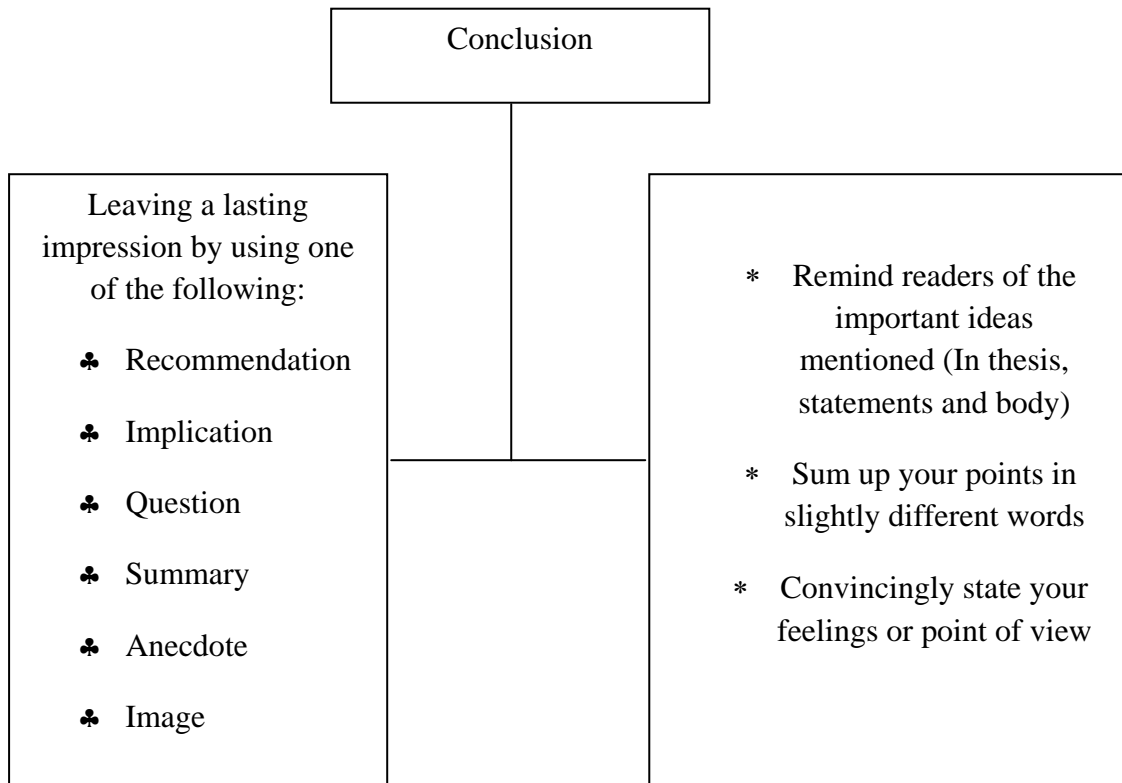 Conclusion
Leaving a lasting
impression by using one
of the following:
♣ Recommendation
♣ Implication
♣ Question
♣ Summary
♣ Anecdote
♣ Image
* Remind readers of the
important ideas
mentioned (In thesis,
statements and body)
* Sum up your points in
slightly different words
* Convincingly state your
feelings or point of view